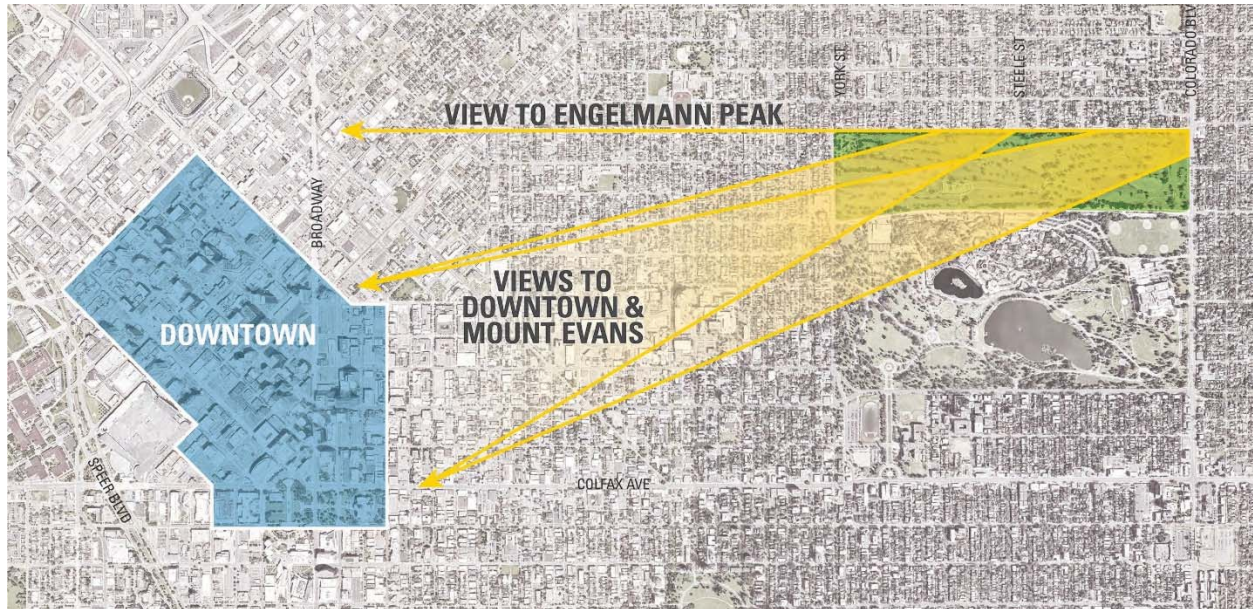 YORK ST
STEELE ST
COLORADO BLVD
VIEW TO ENGELMANN PEAK
BROADWAY
VIEWS TO
DOWNTOWN &
MOUNT EVANS
DOWNTOWN
SPEER BLVD
COLFAX AVE